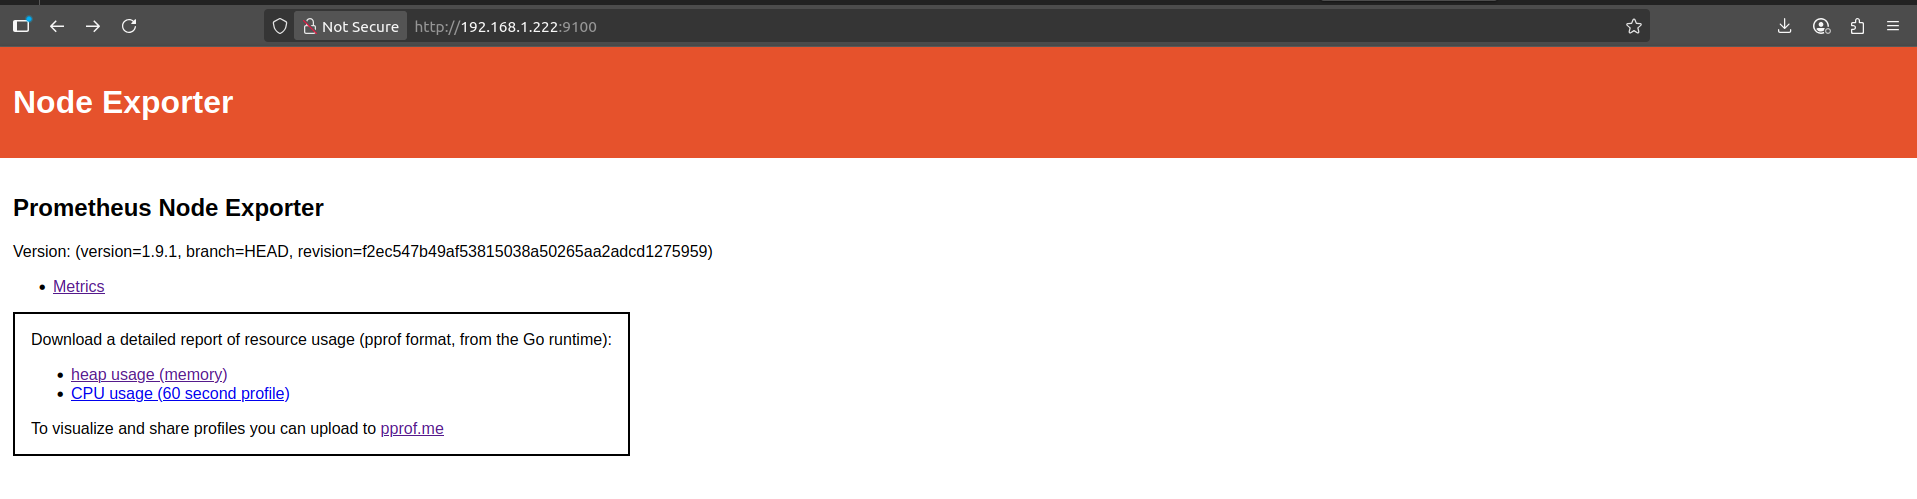 Not Secure http://192.168.1.222:9100
Node Exporter
Prometheus Node Exporter
Version: (version=1.9.1, branch=HEAD, revision=f2ec547b49af53815038a50265aa2adcd1275959)
Metrics
Download a detailed report of resource usage (pprof format, from the Go runtime):
heap usage (memory)
CPU usage (60 second profile)
To visualize and share profiles you can upload to pprof.me